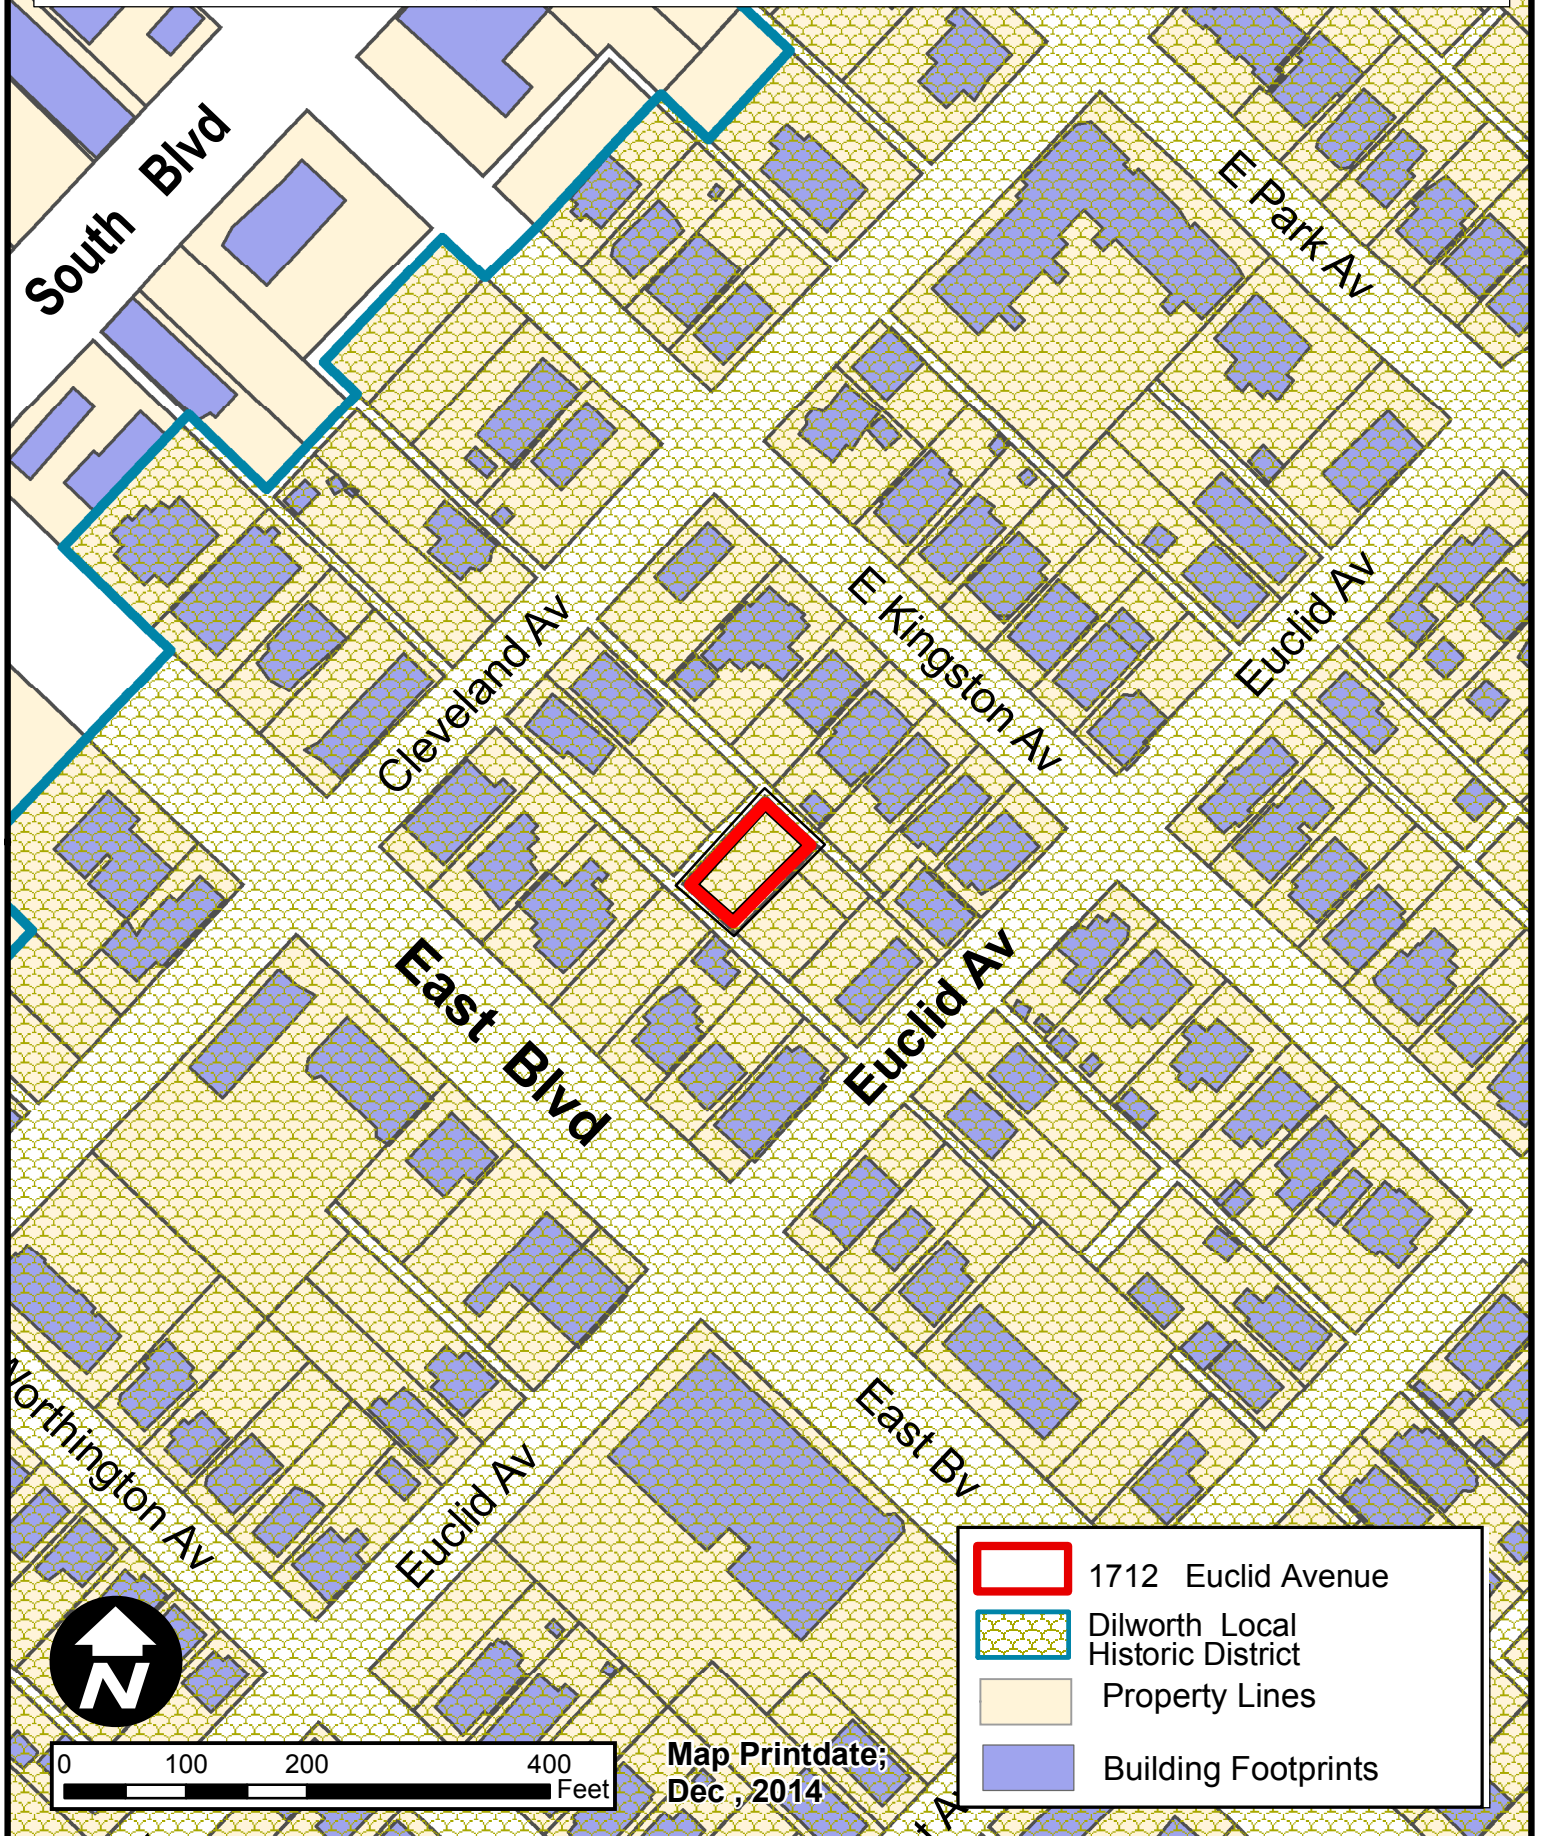 South Blvd
E Park Av
Euclid Av
E Kingston Av
Cleveland Av
East Blvd
Euclid Av
East Bv
Euclid Av
Worthington Av
1712 Euclid Avenue
Dilworth Local
Historic District
Property Lines
Building Footprints
N
0 100 200 400
Feet
Map Printdate;
Dec , 2014